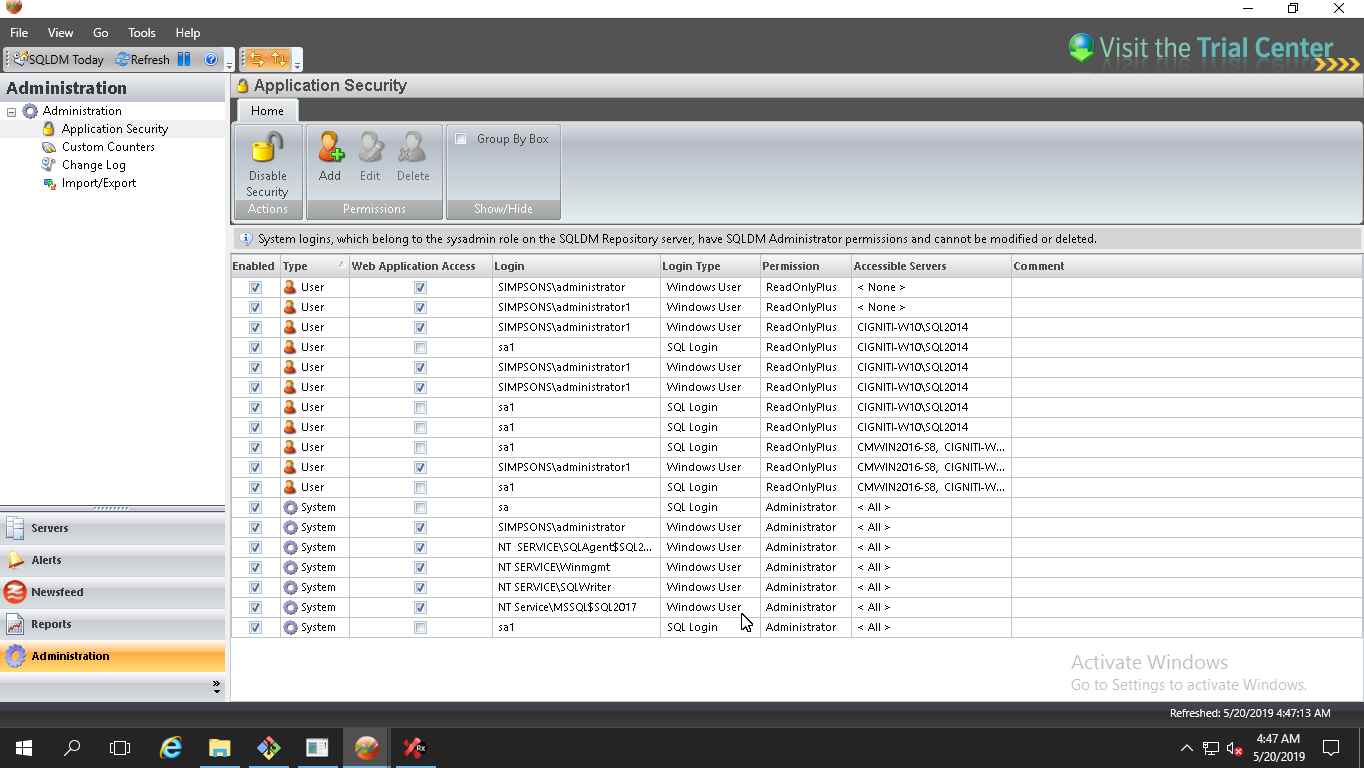 File View Go Tools Help
Visit the Trial Center
SQLDM Today Refresh
Administration
Administration
Application Security
Custom Counters
Change Log
Import/Export
Servers
Alerts
Newsfeed
Reports
Administration
Application Security
Home
Disable Security
Add Edit Delete
Group By Box
Actions Permissions Show/Hide
System logins, which belong to the sysadmin role on the SQLDM Repository server, have SQLDM Administrator permissions and cannot be modified or deleted.
Enabled Type Web Application Access Login Login Type Permission Accessible Servers Comment
User SIMPSONS\administrator Windows User ReadOnlyPlus < None >
User SIMPSONS\administrator1 Windows User ReadOnlyPlus < None >
User SIMPSONS\administrator1 Windows User ReadOnlyPlus CIGNITI-W10\SQL2014
User sa1 SQL Login ReadOnlyPlus CIGNITI-W10\SQL2014
User SIMPSONS\administrator1 Windows User ReadOnlyPlus CIGNITI-W10\SQL2014
User SIMPSONS\administrator1 Windows User ReadOnlyPlus CIGNITI-W10\SQL2014
User sa1 SQL Login ReadOnlyPlus CIGNITI-W10\SQL2014
User sa1 SQL Login ReadOnlyPlus CIGNITI-W10\SQL2014
User sa1 SQL Login ReadOnlyPlus CMWIN2016-S8, CIGNITI-W...
User SIMPSONS\administrator1 Windows User ReadOnlyPlus CMWIN2016-S8, CIGNITI-W...
User sa1 SQL Login ReadOnlyPlus CMWIN2016-S8, CIGNITI-W...
System sa SQL Login Administrator < All >
System SIMPSONS\administrator Windows User Administrator < All >
System NT SERVICE\SQLAgent$SQL2... Windows User Administrator < All >
System NT SERVICE\Winmgmt Windows User Administrator < All >
System NT SERVICE\SQLWriter Windows User Administrator < All >
System NT Service\MSSQL$SQL2017 Windows User Administrator < All >
System sa1 SQL Login Administrator < All >
Activate Windows
Go to Settings to activate Windows.
Refreshed: 5/20/2019 4:47:13 AM
Rx
4:47 AM
5/20/2019